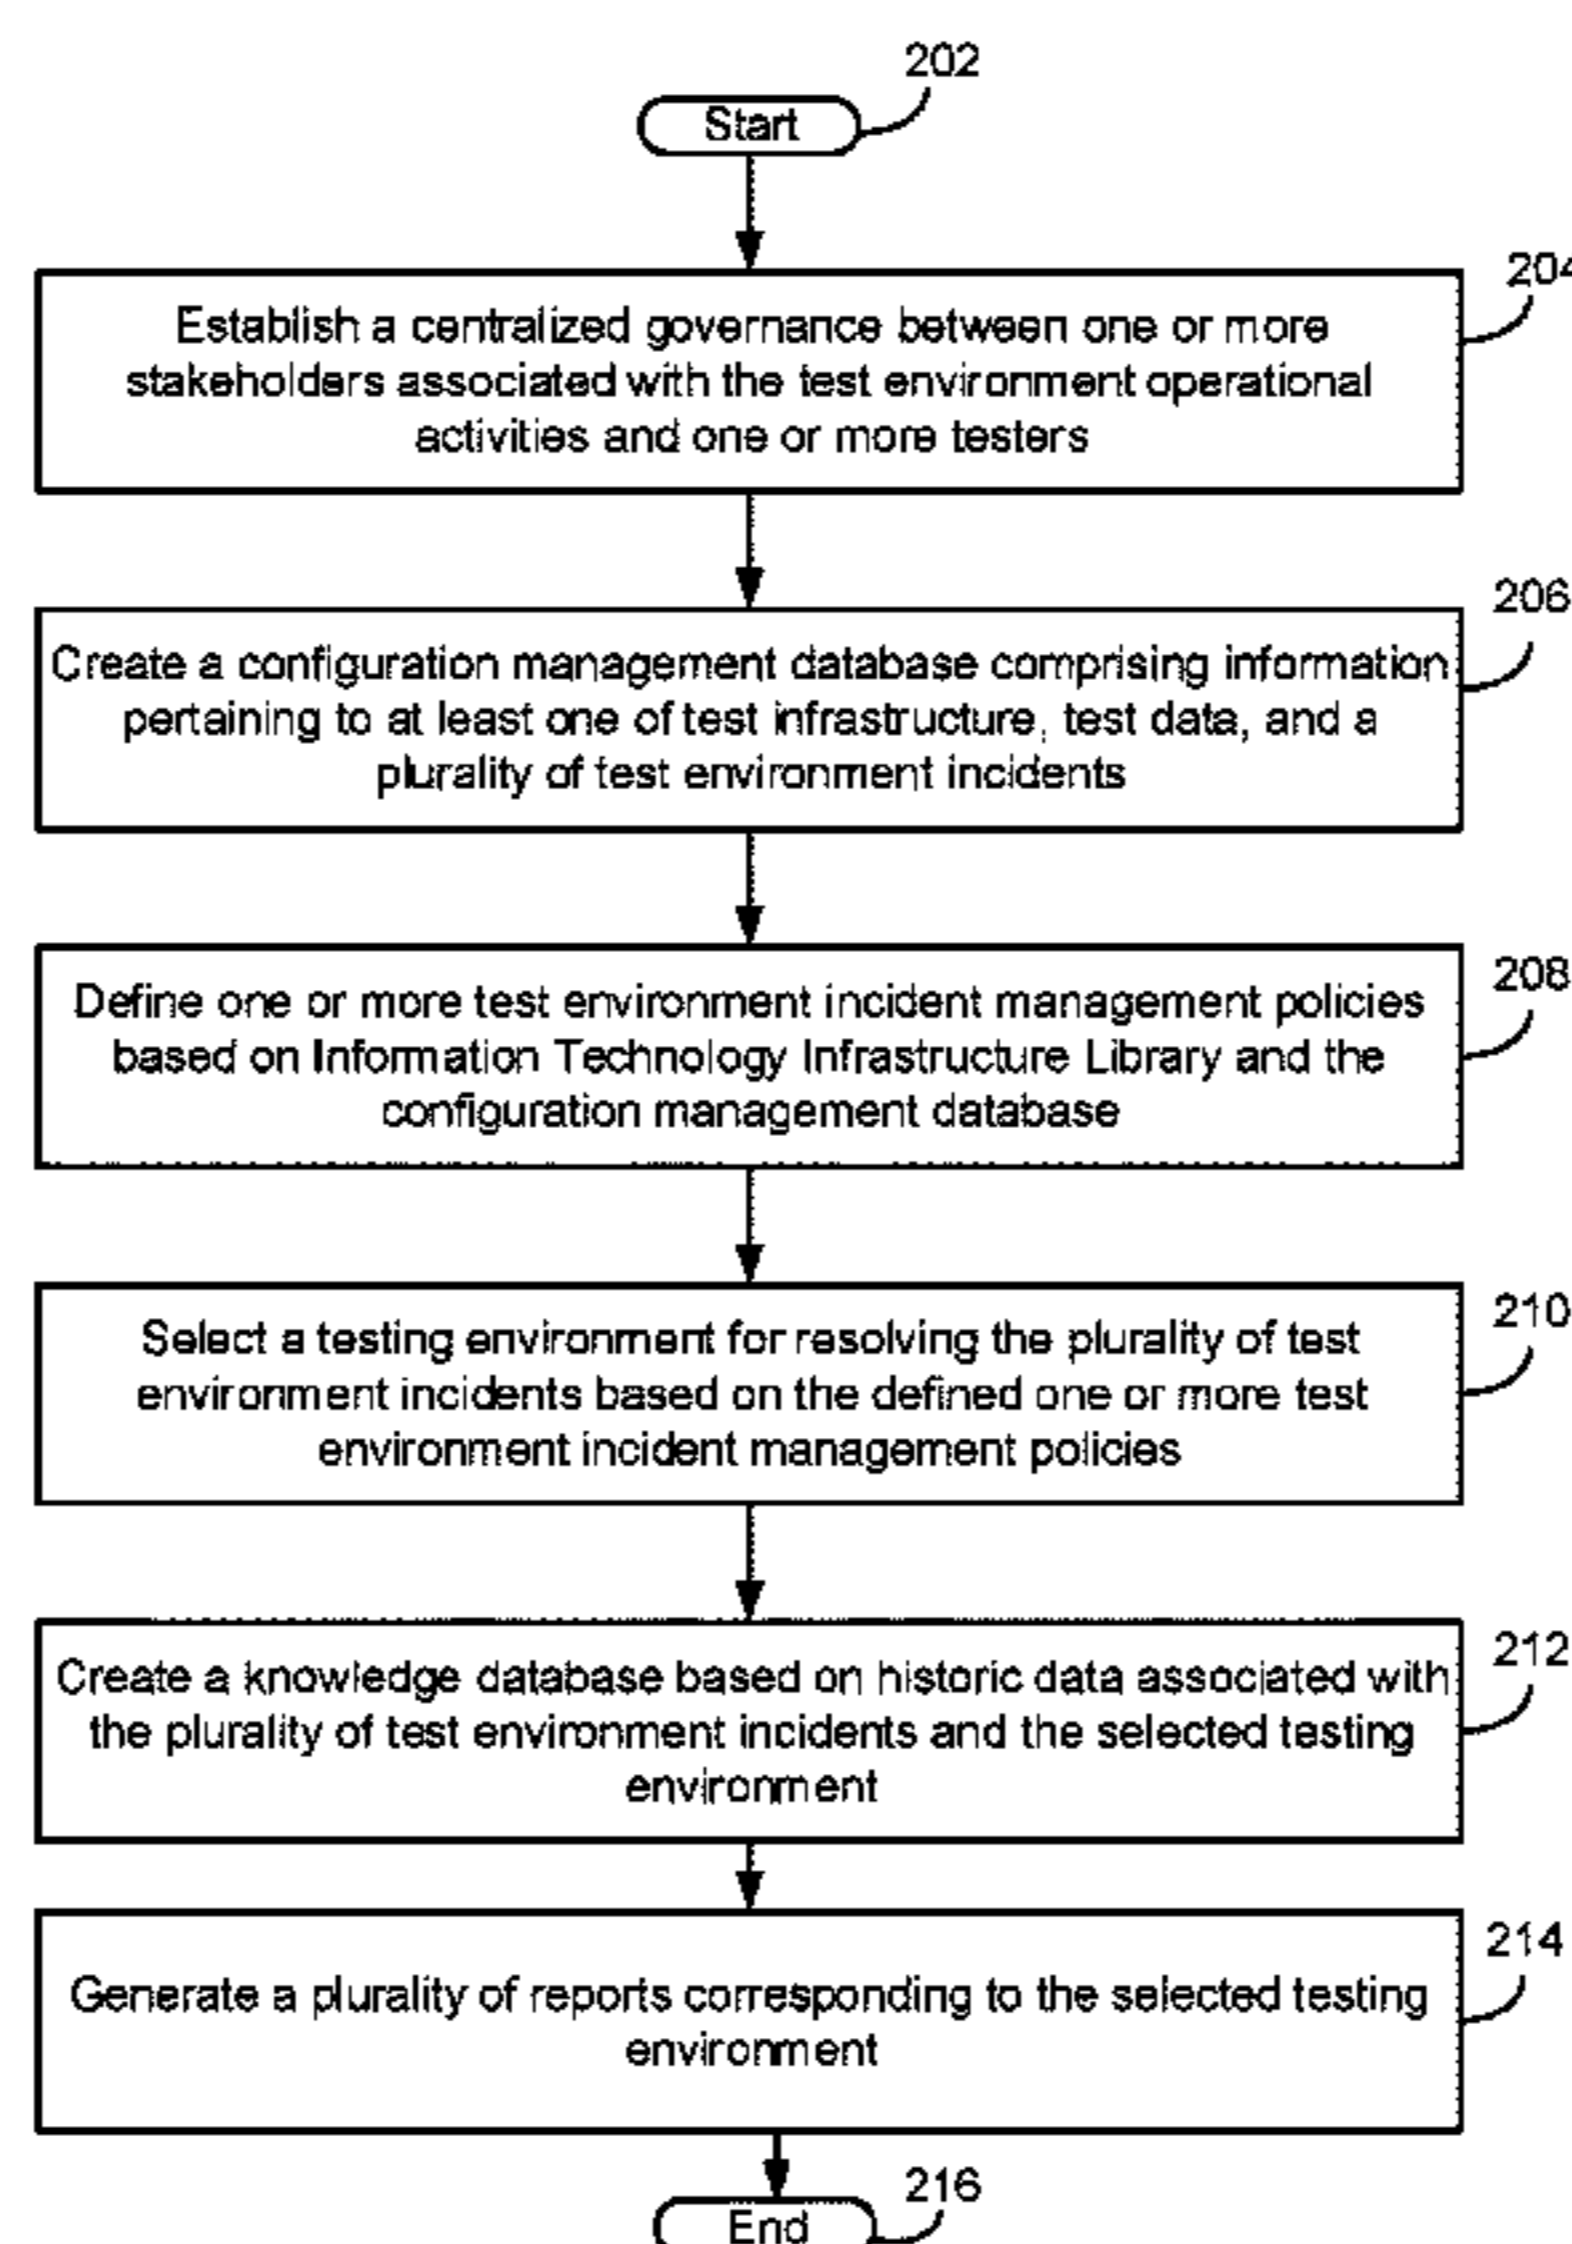 202
Start
204
Establish a centralized governance between one or more
stakeholders associated with the test environment operational
activities and one or more testers
206
Create a configuration management database comprising information
pertaining to at least one of test infrastructure, test data, and a
plurality of test environment incidents
208
Define one or more test environment incident management policies
based on Information Technology Infrastructure Library and the
configuration management database
210
Select a testing environment for resolving the plurality of test
environment incidents based on the defined one or more test
environment incident management policies
212
Create a knowledge database based on historic data associated with
the plurality of test environment incidents and the selected testing
environment
214
Generate a plurality of reports corresponding to the selected testing
environment
216
End